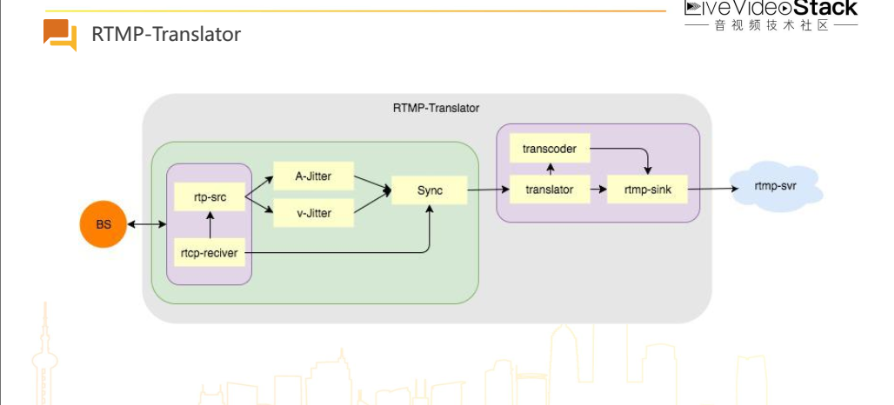 LiveVideoStack
音视频技术社区
RTMP-Translator
RTMP-Translator
transcoder
A-Jitter
rtp-src
Sync
translator
rtmp-sink
rtmp-svr
v-Jitter
BS
rtcp-reciver